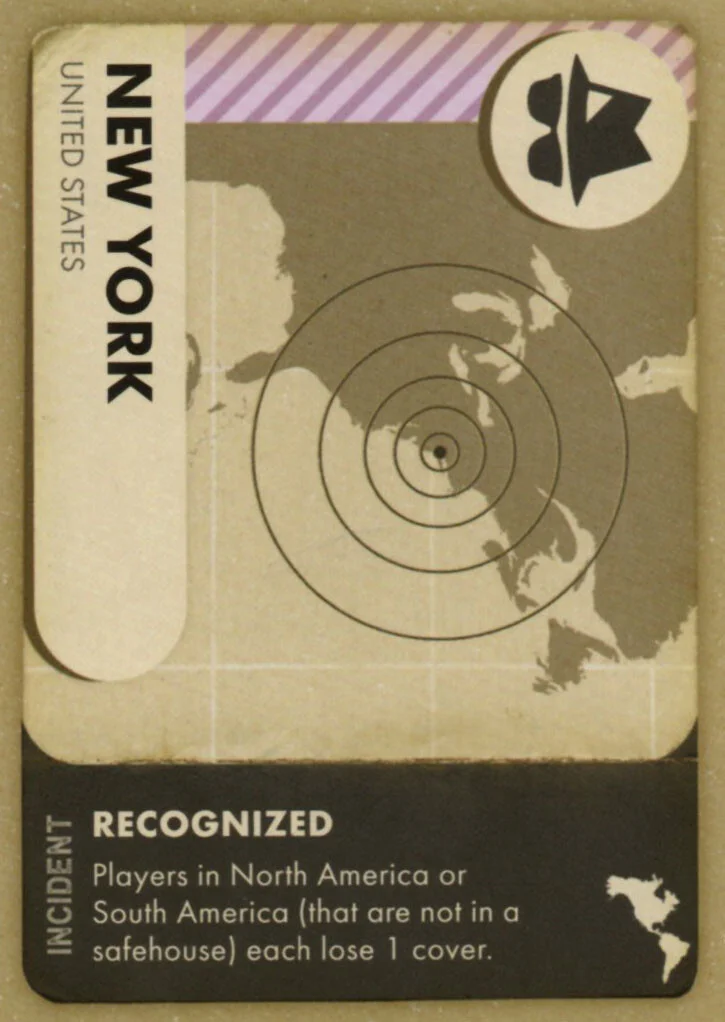 NEW YORK
UNITED STATES
INCIDENT
RECOGNIZED
Players in North America or
South America (that are not in a
safehouse) each lose 1 cover.